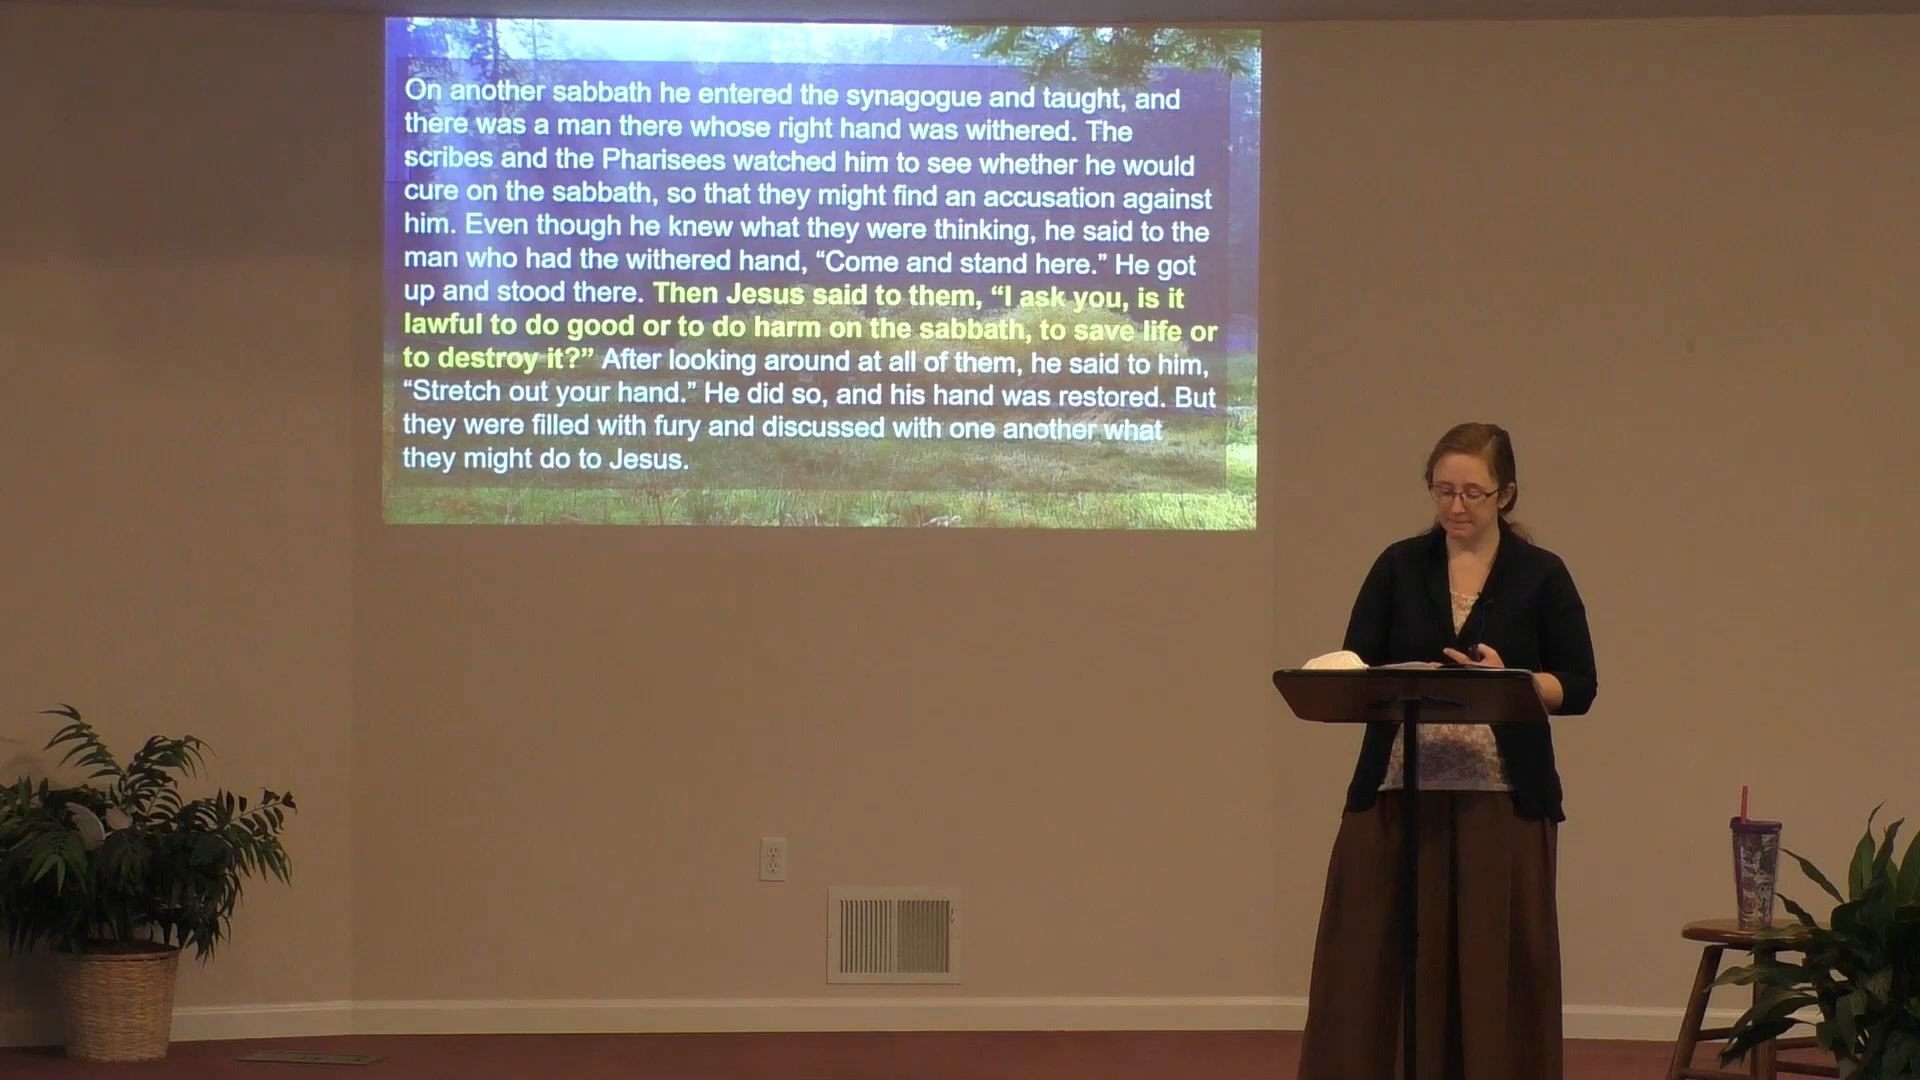 On another sabbath he entered the synagogue and taught, and
there was a man there whose right hand was withered. The
scribes and the Pharisees watched him to see whether he would
cure on the sabbath, so that they might find an accusation against
him. Even though he knew what they were thinking, he said to the
man who had the withered hand, “Come and stand here.” He got
up and stood there. Then Jesus said to them, “I ask you, is it
lawful to do good or to do harm on the sabbath, to save life or
to destroy it?” After looking around at all of them, he said to him,
“Stretch out your hand.” He did so, and his hand was restored. But
they were filled with fury and discussed with one another what
they might do to Jesus.